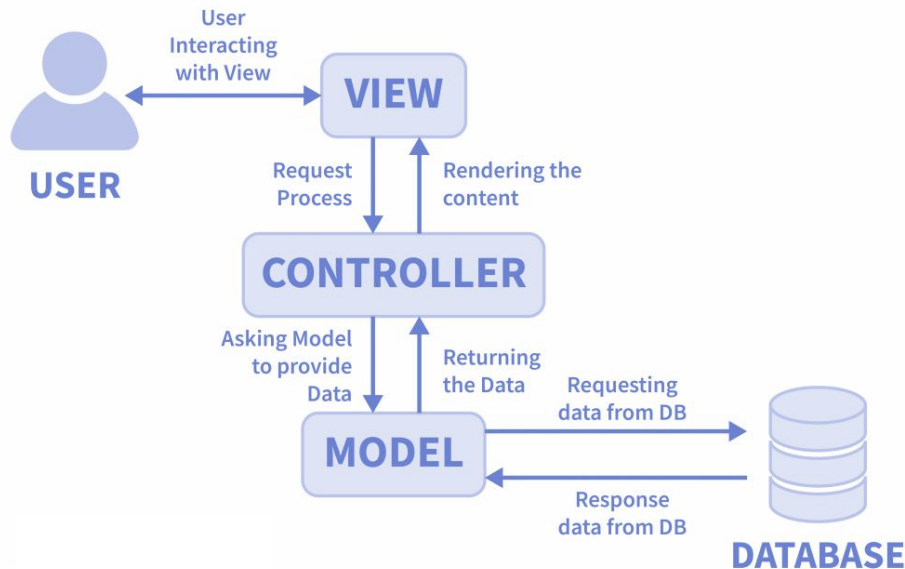 User
Interacting
with View
VIEW
USER
Request
Process
Rendering the
content
CONTROLLER
Asking Model
to provide
Data
Returning
the Data
Requesting
data from DB
MODEL
Response
data from DB
DATABASE